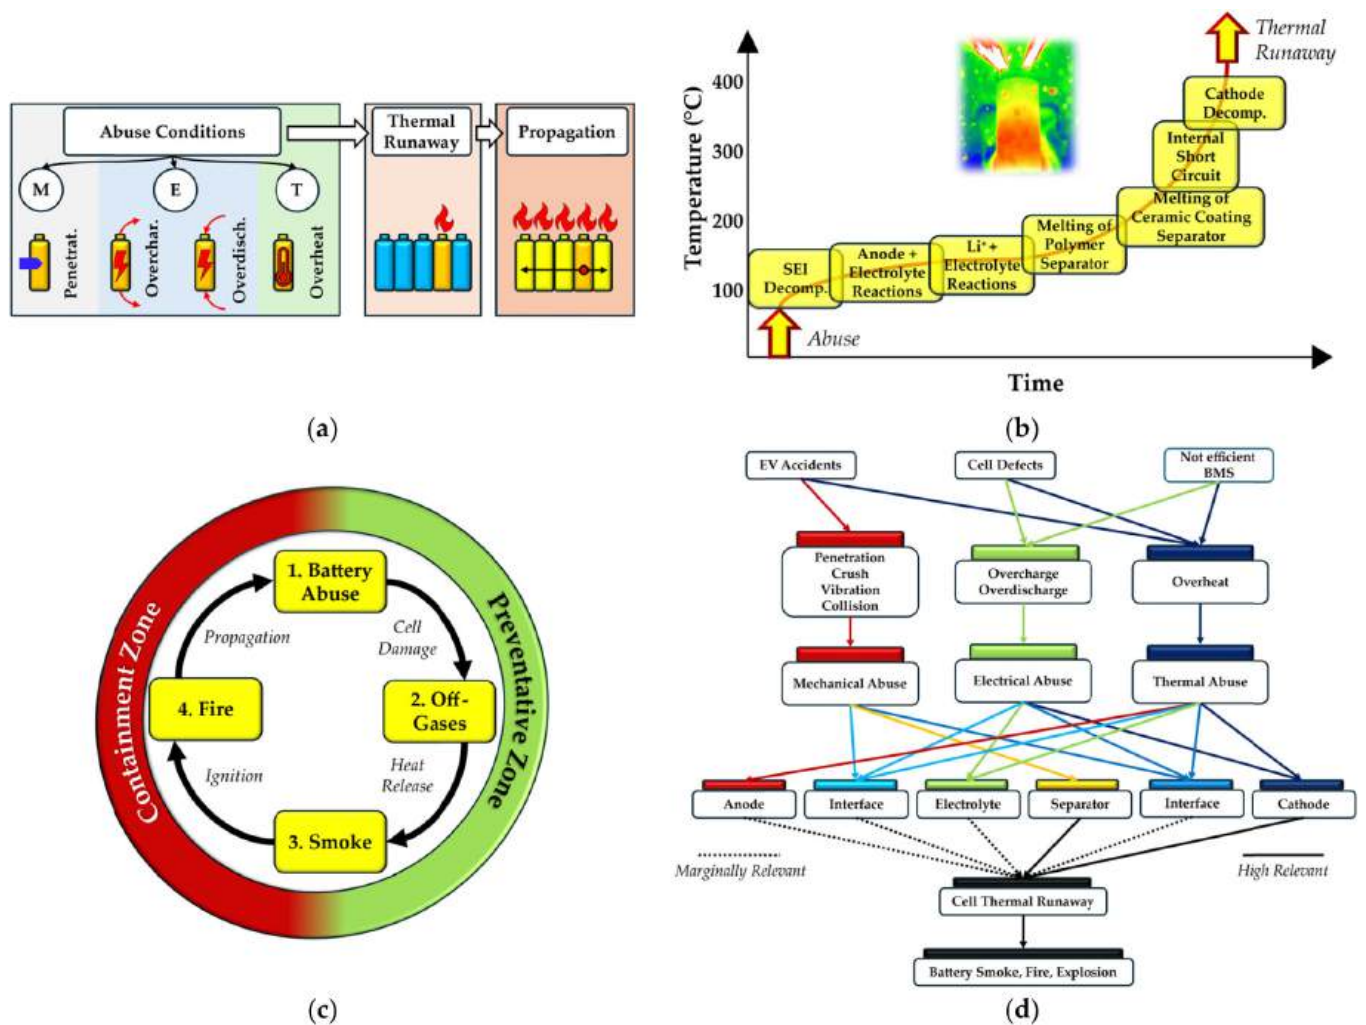 Abuse Conditions
Thermal
Runaway
Propagation
M
E
T
Penetrat.
Overchar.
Overdisch.
Overheat
(a)
Temperature (°C)
400
300
200
100
Thermal
Runaway
Cathode
Decomp.
Internal
Short
Circuit
Melting of
Ceramic Coating
Separator
Melting of
Polymer
Separator
Li⁺ +
Electrolyte
Reactions
Anode +
Electrolyte
Reactions
SEI
Decomp.
Abuse
Time
(b)
Containment Zone
Preventative Zone
1. Battery
Abuse
Cell
Damage
2. Off-
Gases
Heat
Release
3. Smoke
Ignition
4. Fire
Propagation
(c)
EV Accidents
Cell Defects
Not efficient
BMS
Penetration
Crush
Vibration
Collision
Overcharge
Overdischarge
Overheat
Mechanical Abuse
Electrical Abuse
Thermal Abuse
Anode
Interface
Electrolyte
Separator
Interface
Cathode
Marginally Relevant
High Relevant
Cell Thermal Runaway
Battery Smoke, Fire, Explosion
(d)